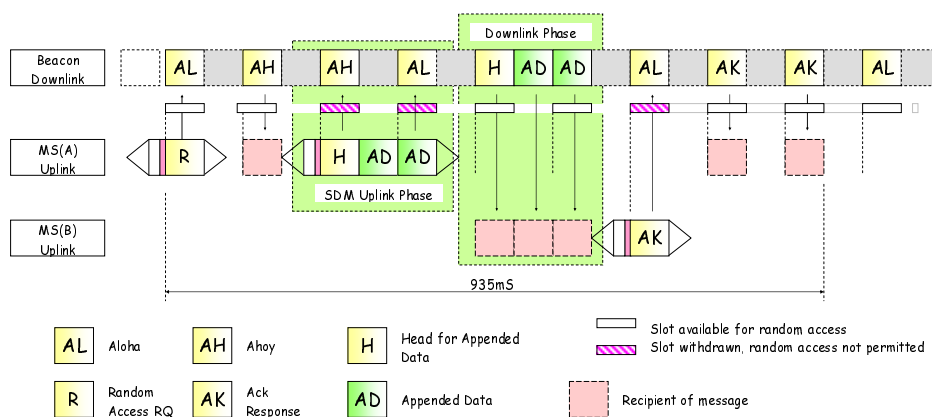 Downlink Phase
Beacon
Downlink
AL
AH
AH
AL
H
AD
AD
AL
AK
AK
AL
MS(A)
Uplink
R
H
AD
AD
SDM Uplink Phase
MS(B)
Uplink
AK
935mS
AL
Aloha
AH
Ahoy
H
Head for Appended
Data
Slot available for random access
Slot withdrawn, random access not permitted
R
Random
Access RQ
AK
Ack
Response
AD
Appended Data
Recipient of message